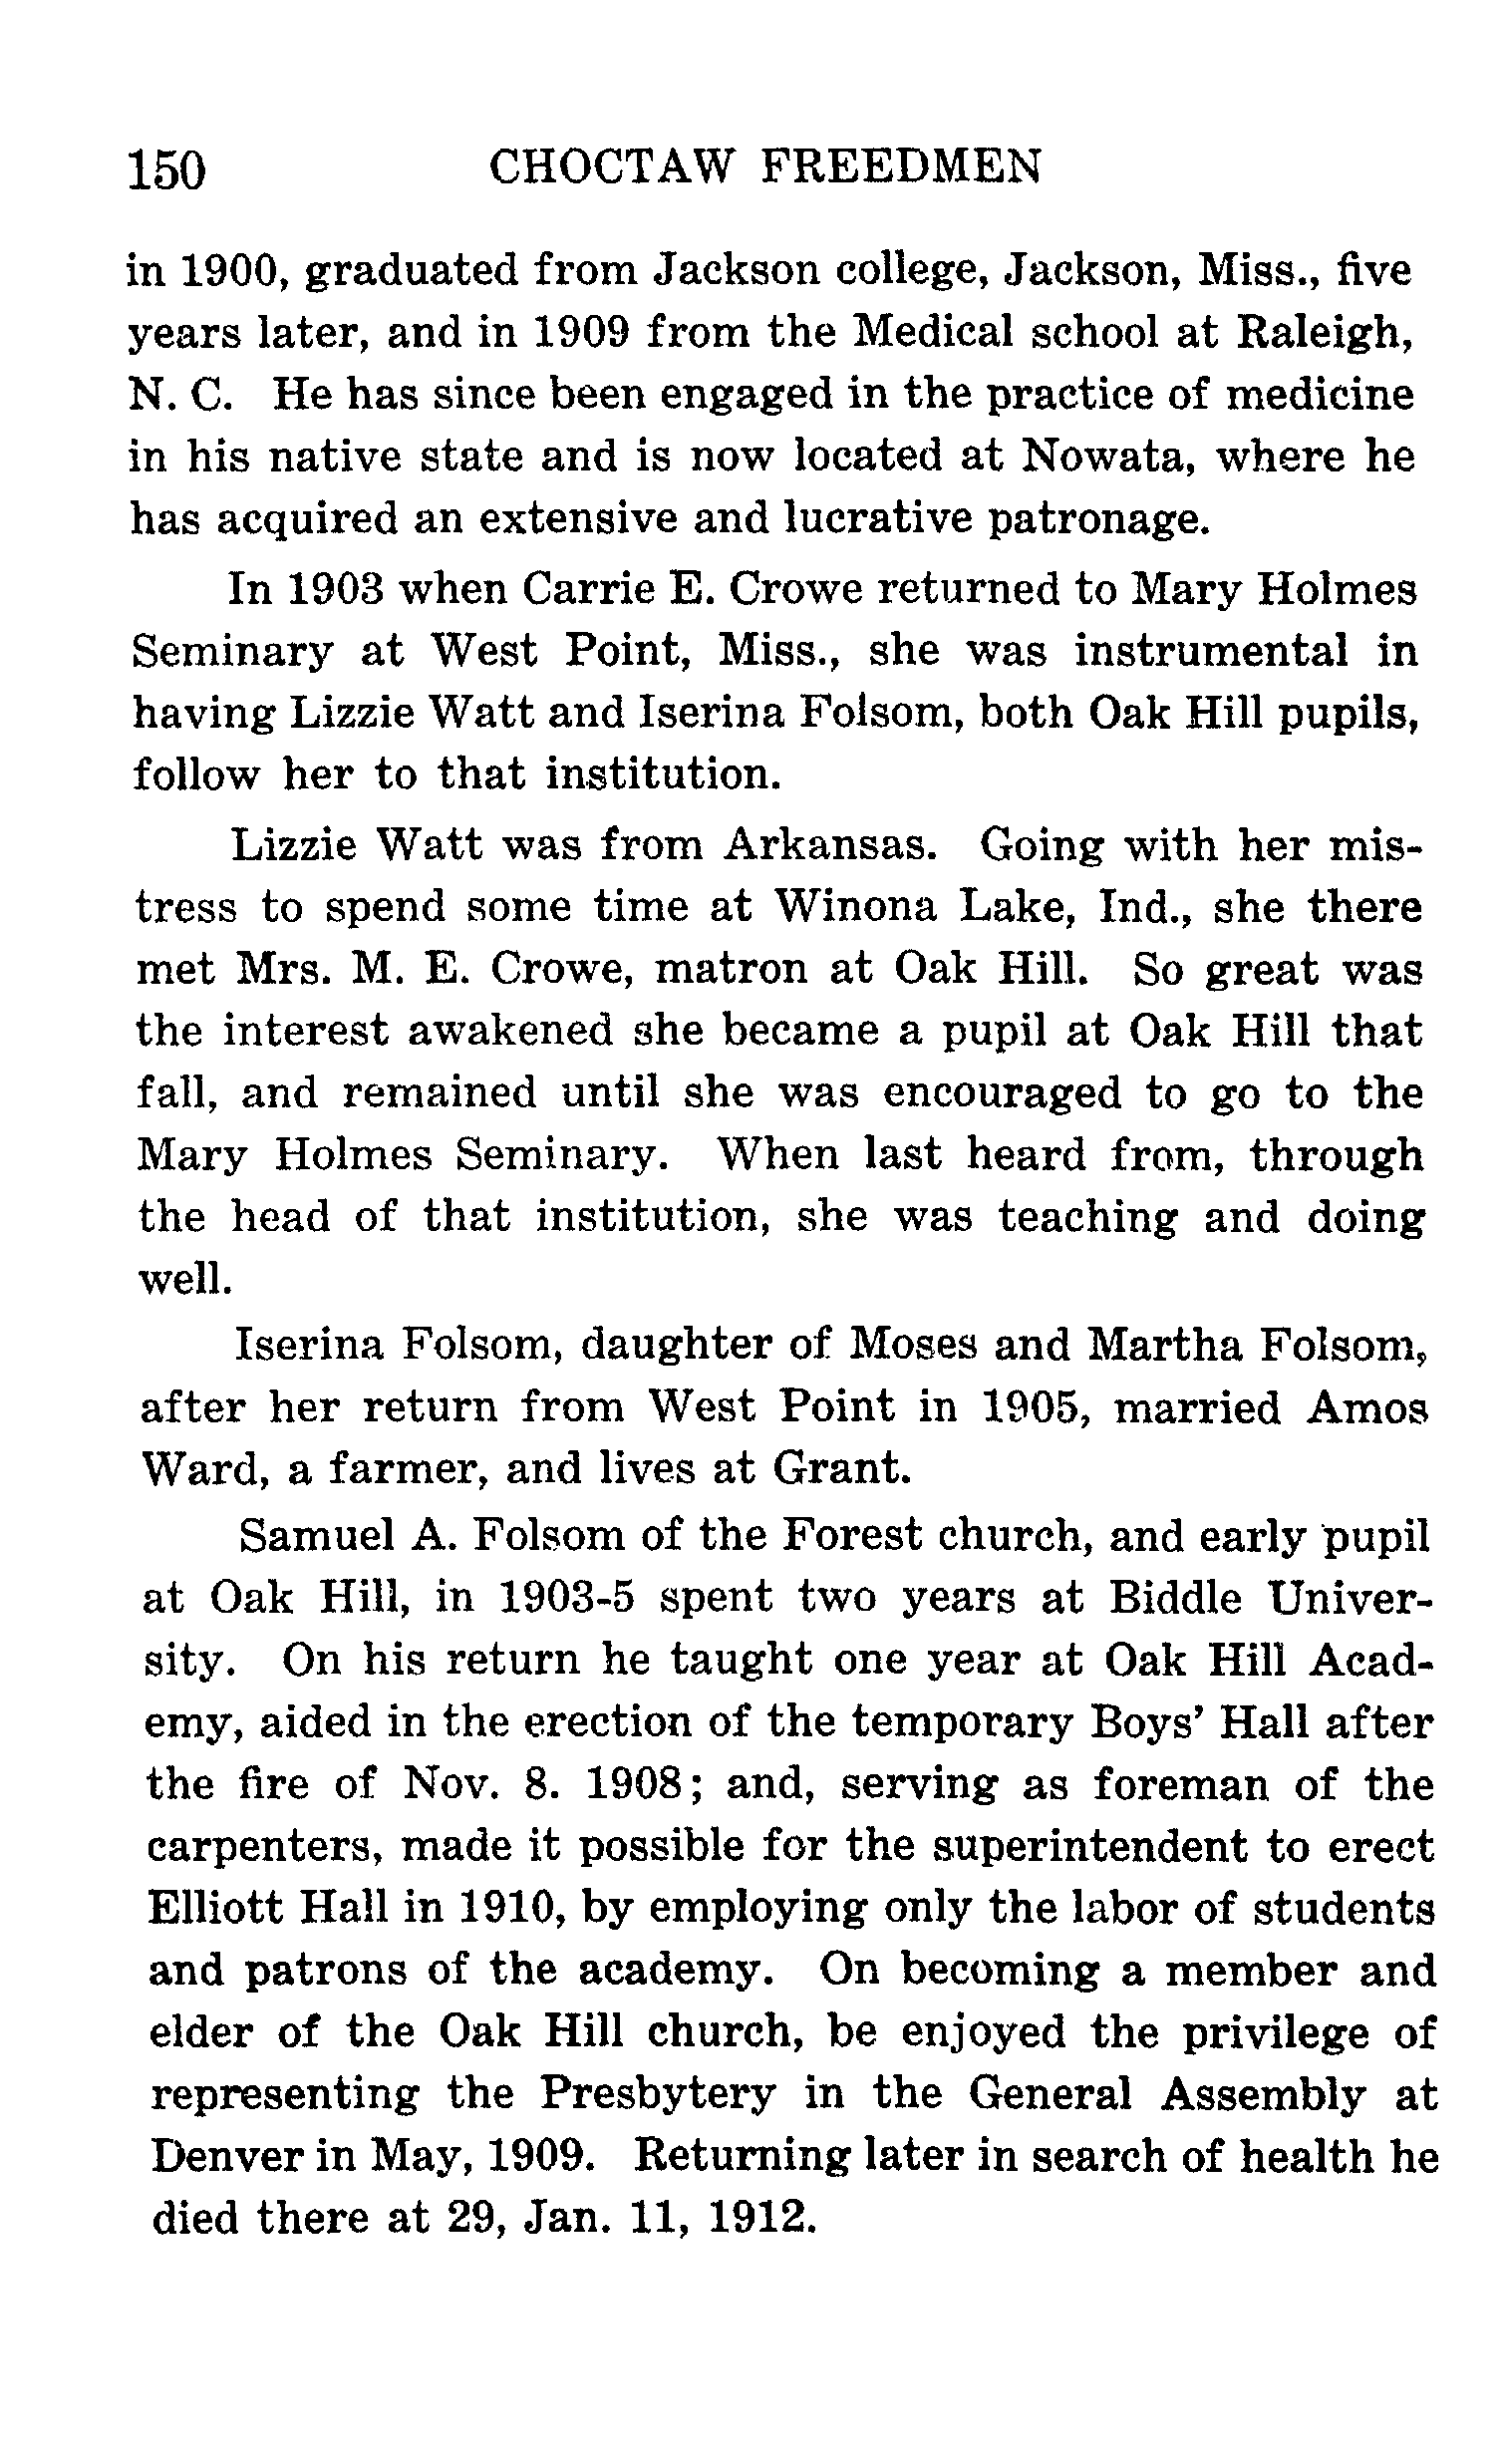 150 CHOCTAW FREEDMEN
in 1900, graduated from Jackson college, Jackson, Miss., five
years later, and in 1909 from the Medical school at Raleigh,
N. C. He has since been engaged in the practice of medicine
in his native state and is now located at Nowata, where he
has acquired an extensive and lucrative patronage.
In 1903 when Carrie E. Crowe returned to Mary Holmes
Seminary at West Point, Miss., she was instrumental in
having Lizzie Watt and Iserina Folsom, both Oak Hill pupils,
follow her to that institution.
Lizzie Watt was from Arkansas. Going with her mis-
tress to spend some time at Winona Lake, Ind., she there
met Mrs. M. E. Crowe, matron at Oak Hill. So great was
the interest awakened she became a pupil at Oak Hill that
fall, and remained until she was encouraged to go to the
Mary Holmes Seminary. When last heard from, through
the head of that institution, she was teaching and doing
well.
Iserina Folsom, daughter of Moses and Martha Folsom,
after her return from West Point in 1905, married Amos
Ward, a farmer, and lives at Grant.
Samuel A. Folsom of the Forest church, and early pupil
at Oak Hill, in 1903-5 spent two years at Biddle Univer-
sity. On his return he taught one year at Oak Hill Acad-
emy, aided in the erection of the temporary Boys' Hall after
the fire of Nov. 8. 1908; and, serving as foreman of the
carpenters, made it possible for the superintendent to erect
Elliott Hall in 1910, by employing only the labor of students
and patrons of the academy. On becoming a member and
elder of the Oak Hill church, be enjoyed the privilege of
representing the Presbytery in the General Assembly at
Denver in May, 1909. Returning later in search of health he
died there at 29, Jan. 11, 1912.